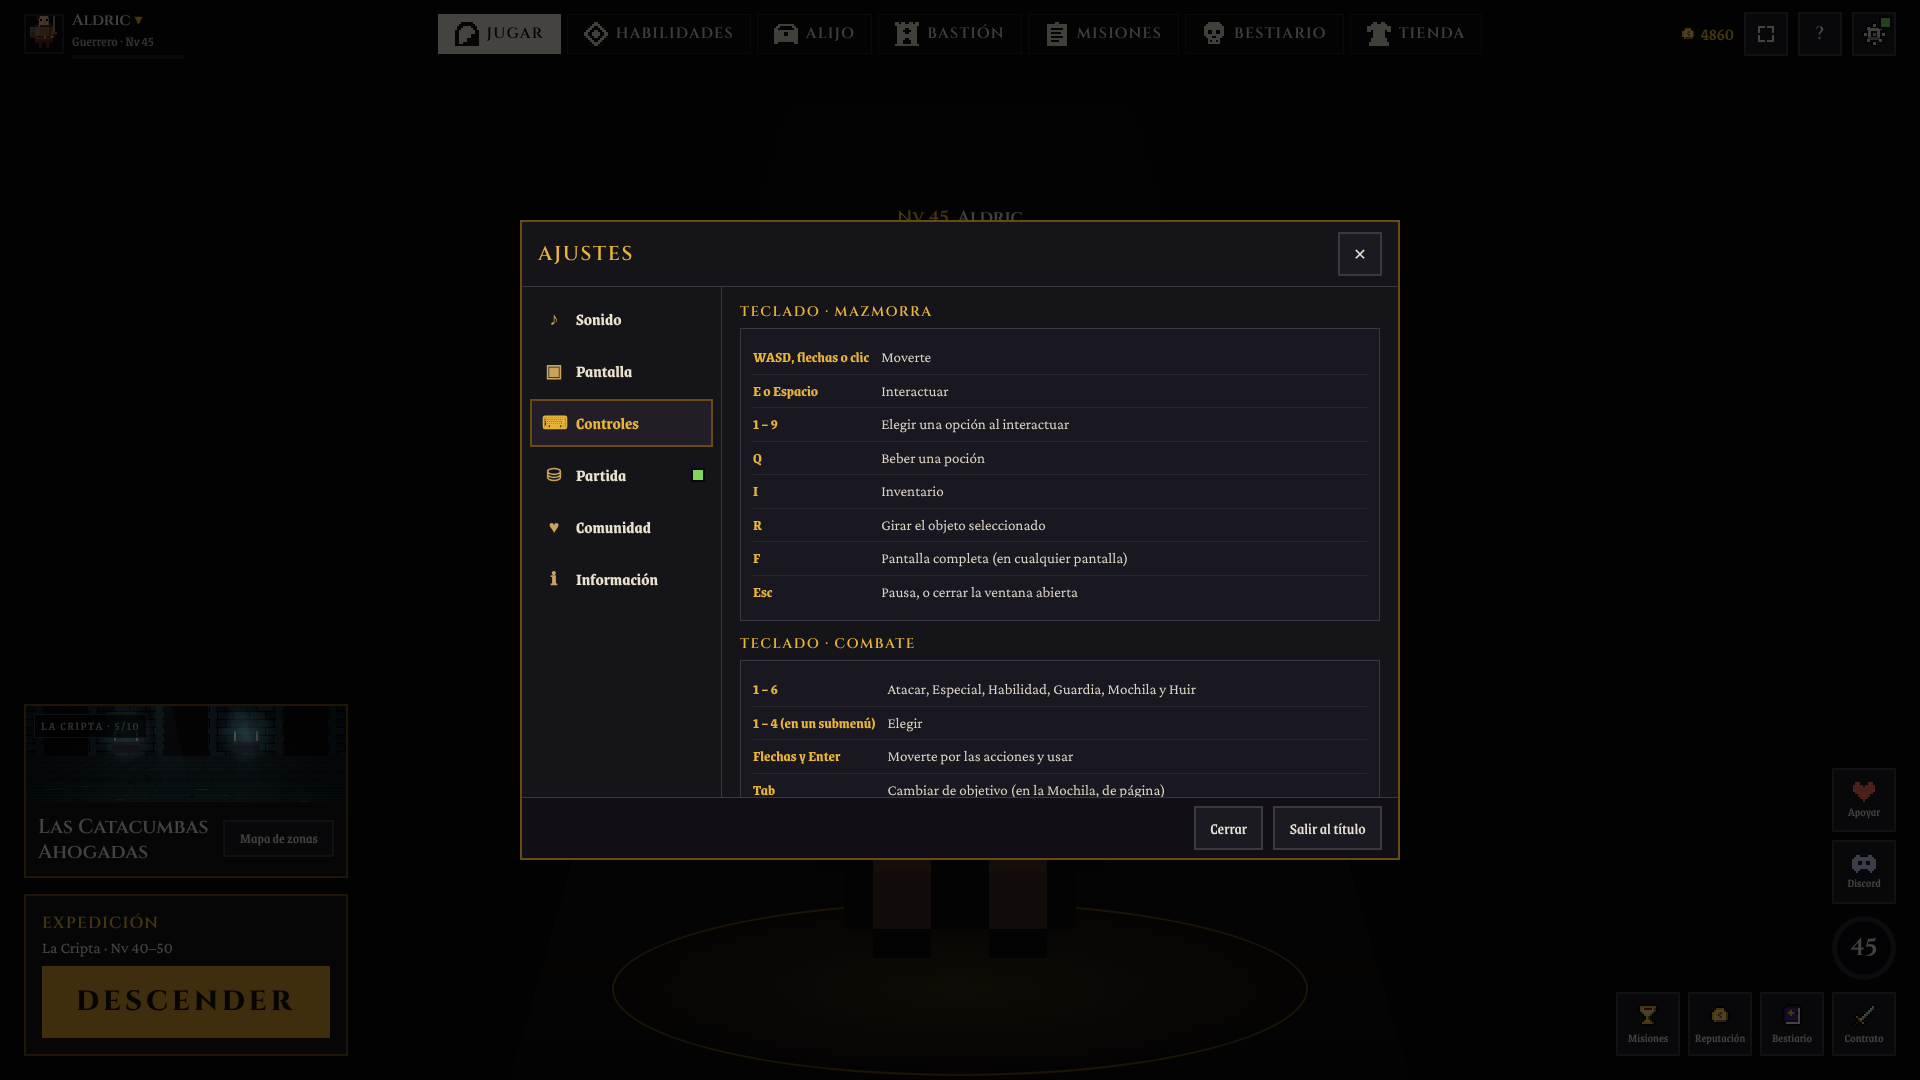 ALDRIC ▼
Guerrero · Nv 45
JUGAR
HABILIDADES
ALIJO
BASTIÓN
MISIONES
BESTIARIO
TIENDA
4860
?
Nv 45 ALDRIC
AJUSTES
×
♪ Sonido
Pantalla
Controles
Partida
♥ Comunidad
i Información
TECLADO · MAZMORRA
WASD, flechas o clic Moverte
E o Espacio Interactuar
1 – 9 Elegir una opción al interactuar
Q Beber una poción
I Inventario
R Girar el objeto seleccionado
F Pantalla completa (en cualquier pantalla)
Esc Pausa, o cerrar la ventana abierta
TECLADO · COMBATE
1 – 6 Atacar, Especial, Habilidad, Guardia, Mochila y Huir
1 – 4 (en un submenú) Elegir
Flechas y Enter Moverte por las acciones y usar
Tab Cambiar de objetivo (en la Mochila, de página)
Cerrar
Salir al título
LA CRIPTA · 5/10
LAS CATACUMBAS
AHOGADAS
Mapa de zonas
EXPEDICIÓN
La Cripta · Nv 40–50
DESCENDER
Apoyar
Discord
45
Misiones
Reputación
Bestiario
Contrato